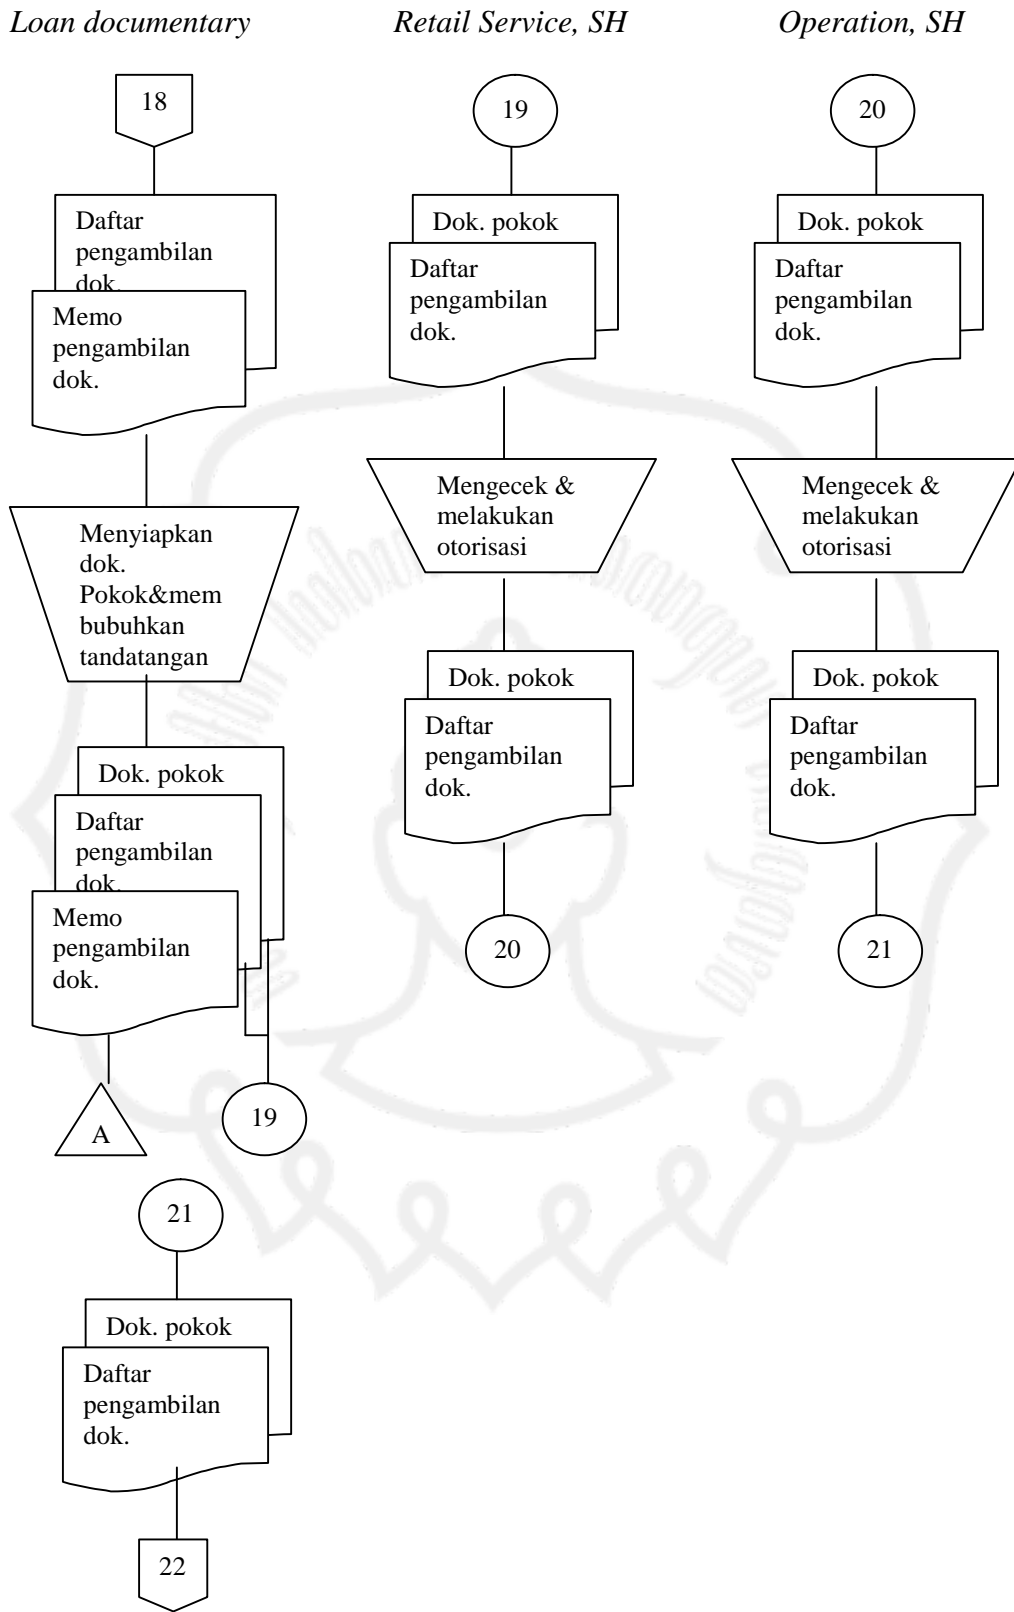 Loan documentary
Retail Service, SH
Operation, SH
18
Daftar
pengambilan
dok.
Memo
pengambilan
dok.
Menyiapkan
dok.
Pokok&mem
bubuhkan
tandatangan
Dok. pokok
Daftar
pengambilan
dok.
Memo
pengambilan
dok.
A
19
21
Dok. pokok
Daftar
pengambilan
dok.
22
19
Dok. pokok
Daftar
pengambilan
dok.
Mengecek &
melakukan
otorisasi
Dok. pokok
Daftar
pengambilan
dok.
20
20
Dok. pokok
Daftar
pengambilan
dok.
Mengecek &
melakukan
otorisasi
Dok. pokok
Daftar
pengambilan
dok.
21